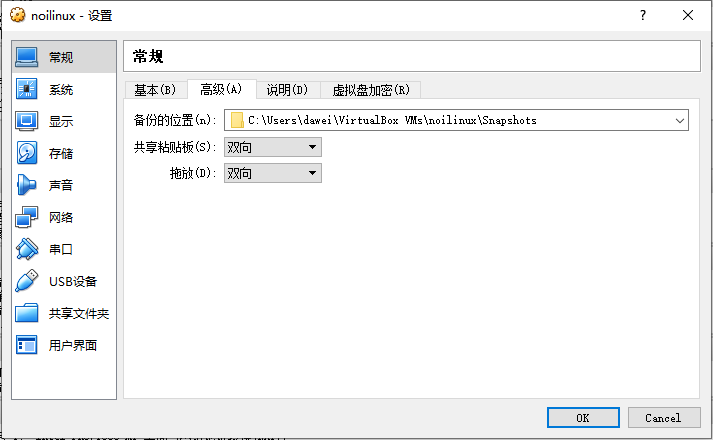 noilinux - 设置
?
常规
系统
显示
存储
声音
网络
串口
USB设备
共享文件夹
用户界面
常规
基本(B) 高级(A) 说明(D) 虚拟盘加密(R)
备份的位置(n): C:\Users\dawei\VirtualBox VMs\noilinux\Snapshots
共享粘贴板(S): 双向
拖放(D): 双向
OK Cancel